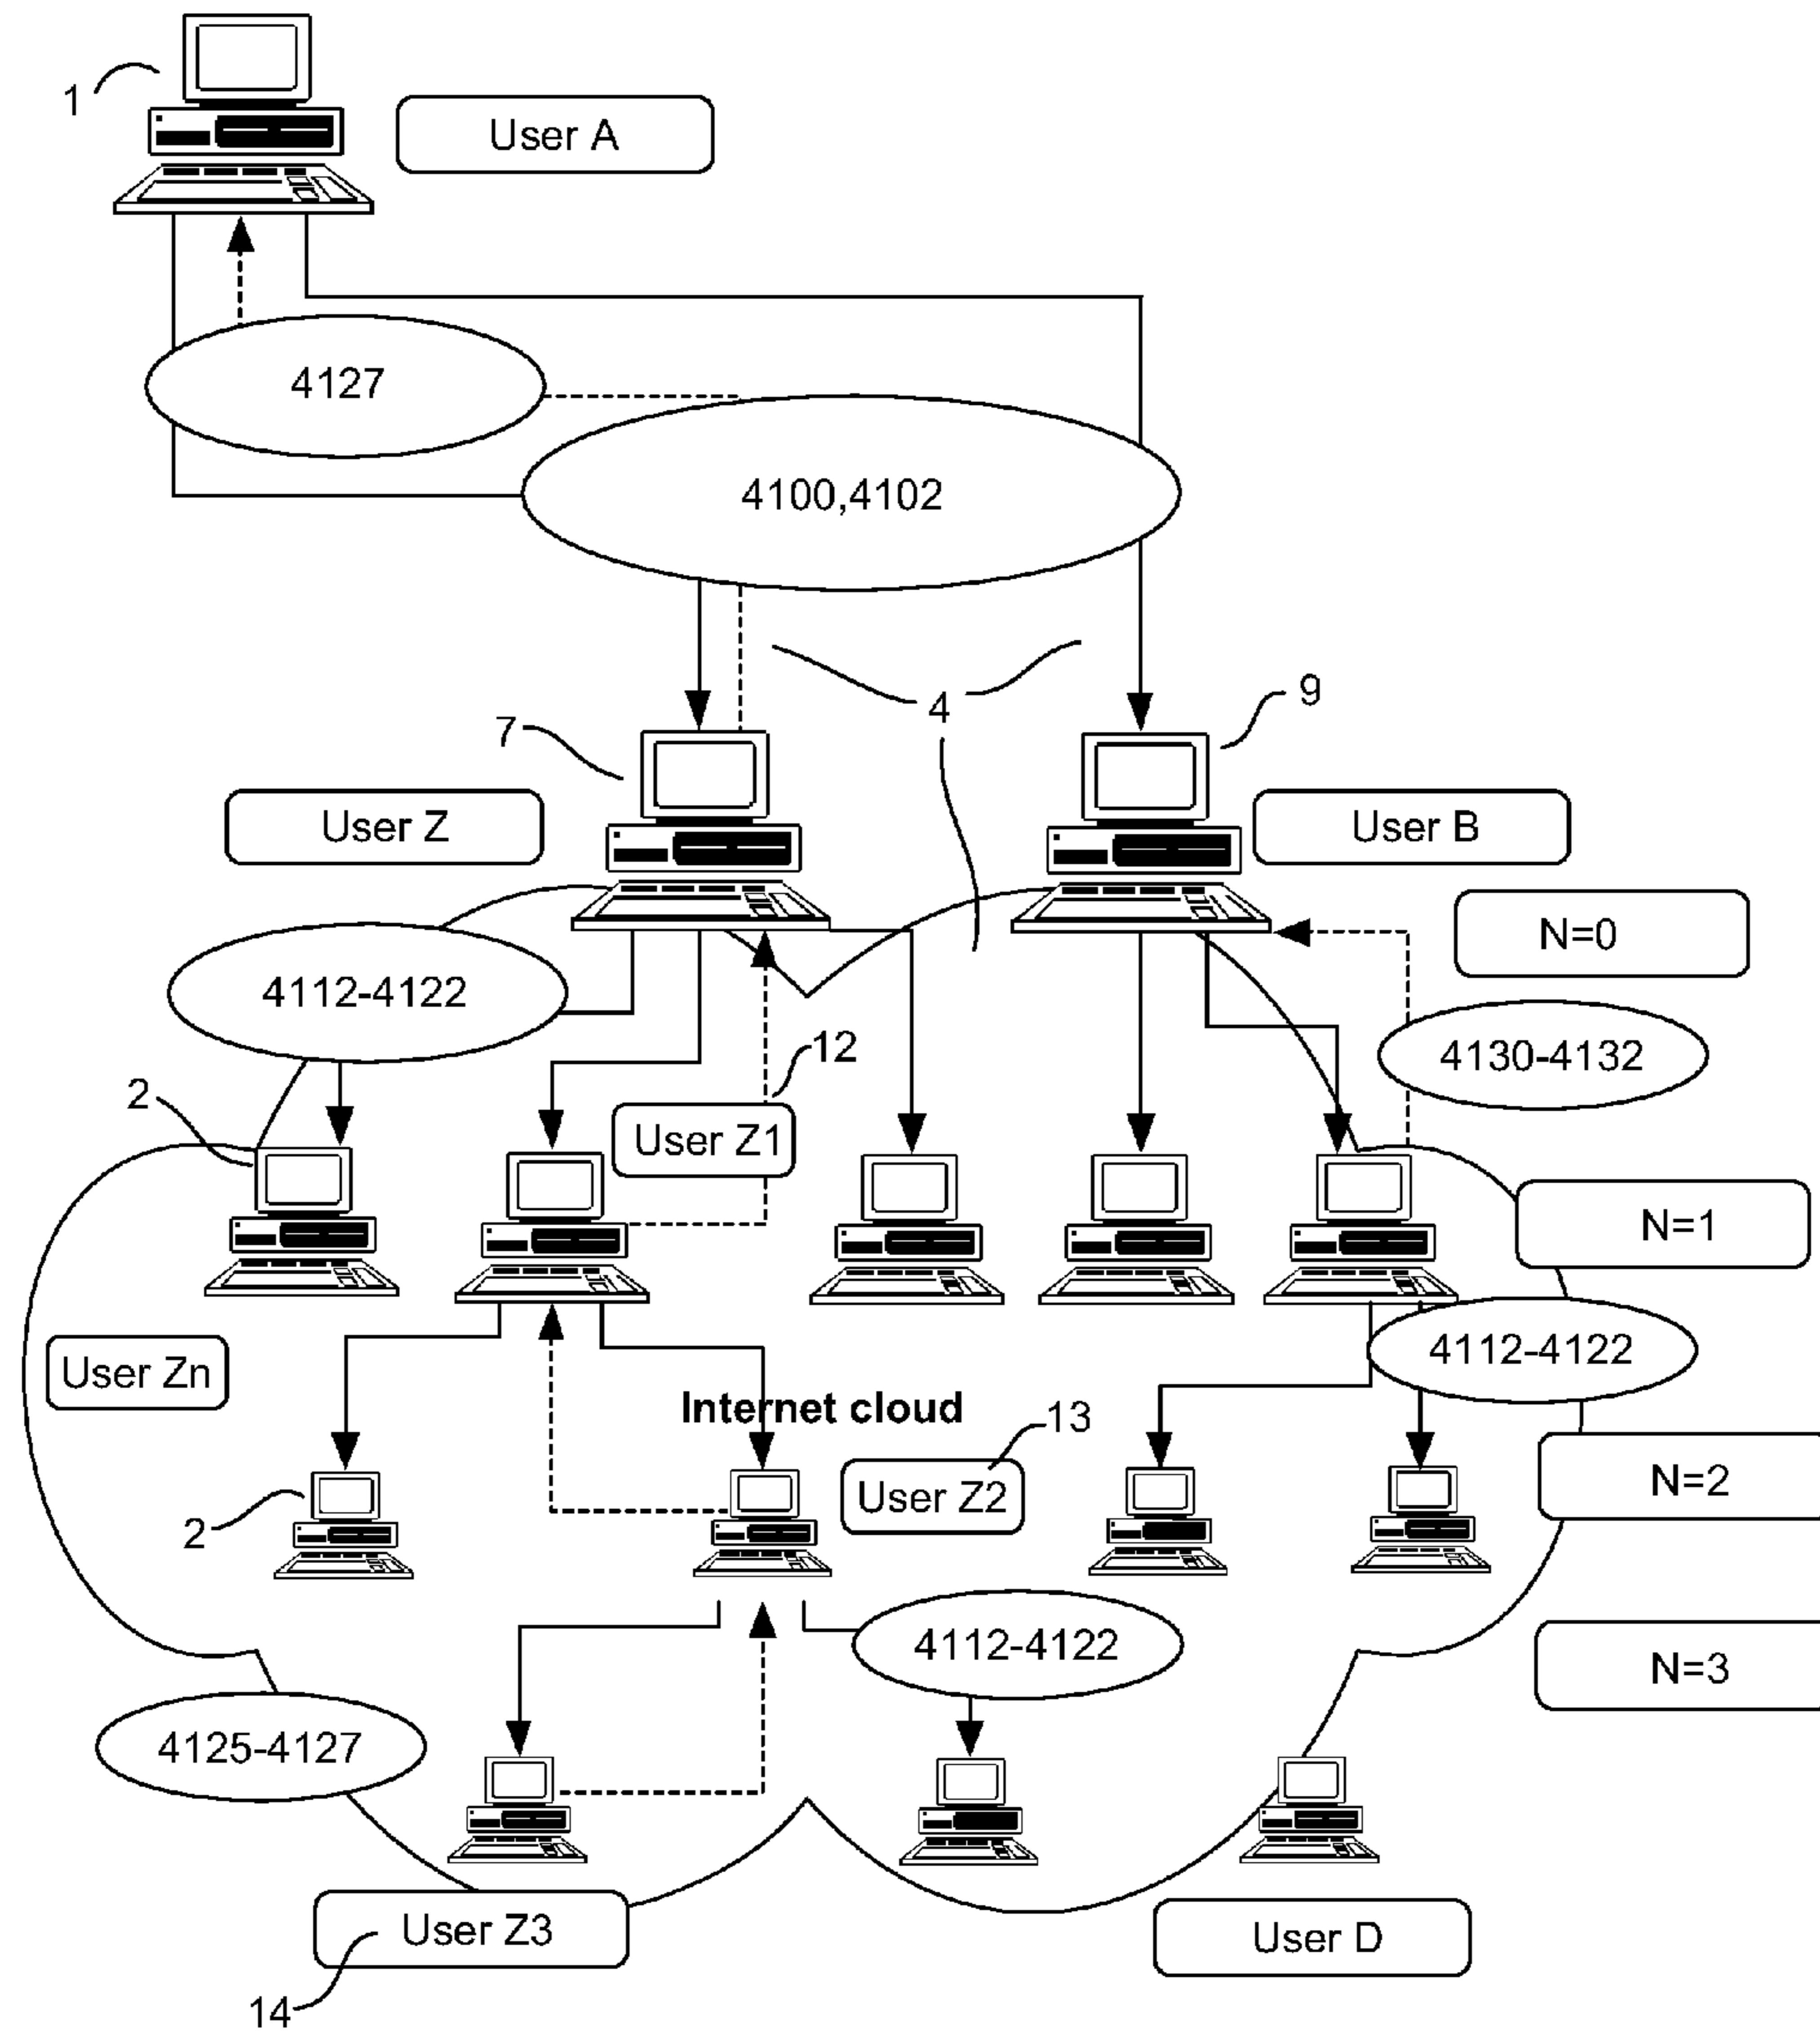 1
User A
4127
4100,4102
4
7
9
User Z
User B
N=0
4112-4122
12
4130-4132
2
User Z1
N=1
User Zn
4112-4122
Internet cloud
13
N=2
2
User Z2
4112-4122
N=3
4125-4127
User Z3
User D
14